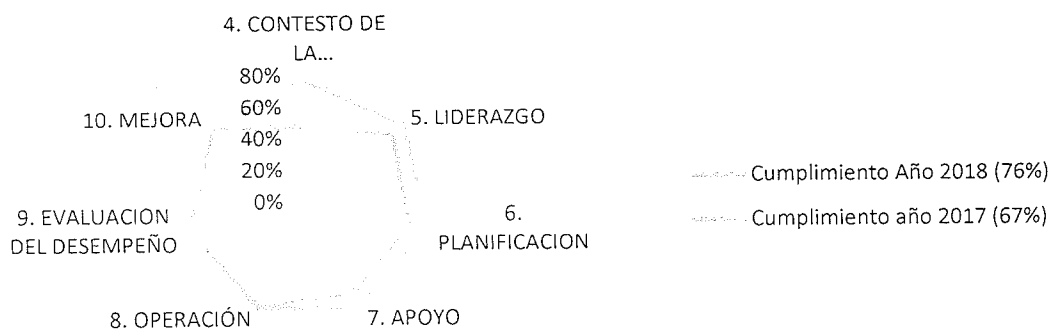 4. CONTESTO DE
LA...
80%
60%
40%
20%
0%
5. LIDERAZGO
6.
PLANIFICACION
7. APOYO
8. OPERACIÓN
9. EVALUACION
DEL DESEMPEÑO
10. MEJORA
Cumplimiento Año 2018 (76%)
Cumplimiento año 2017 (67%)